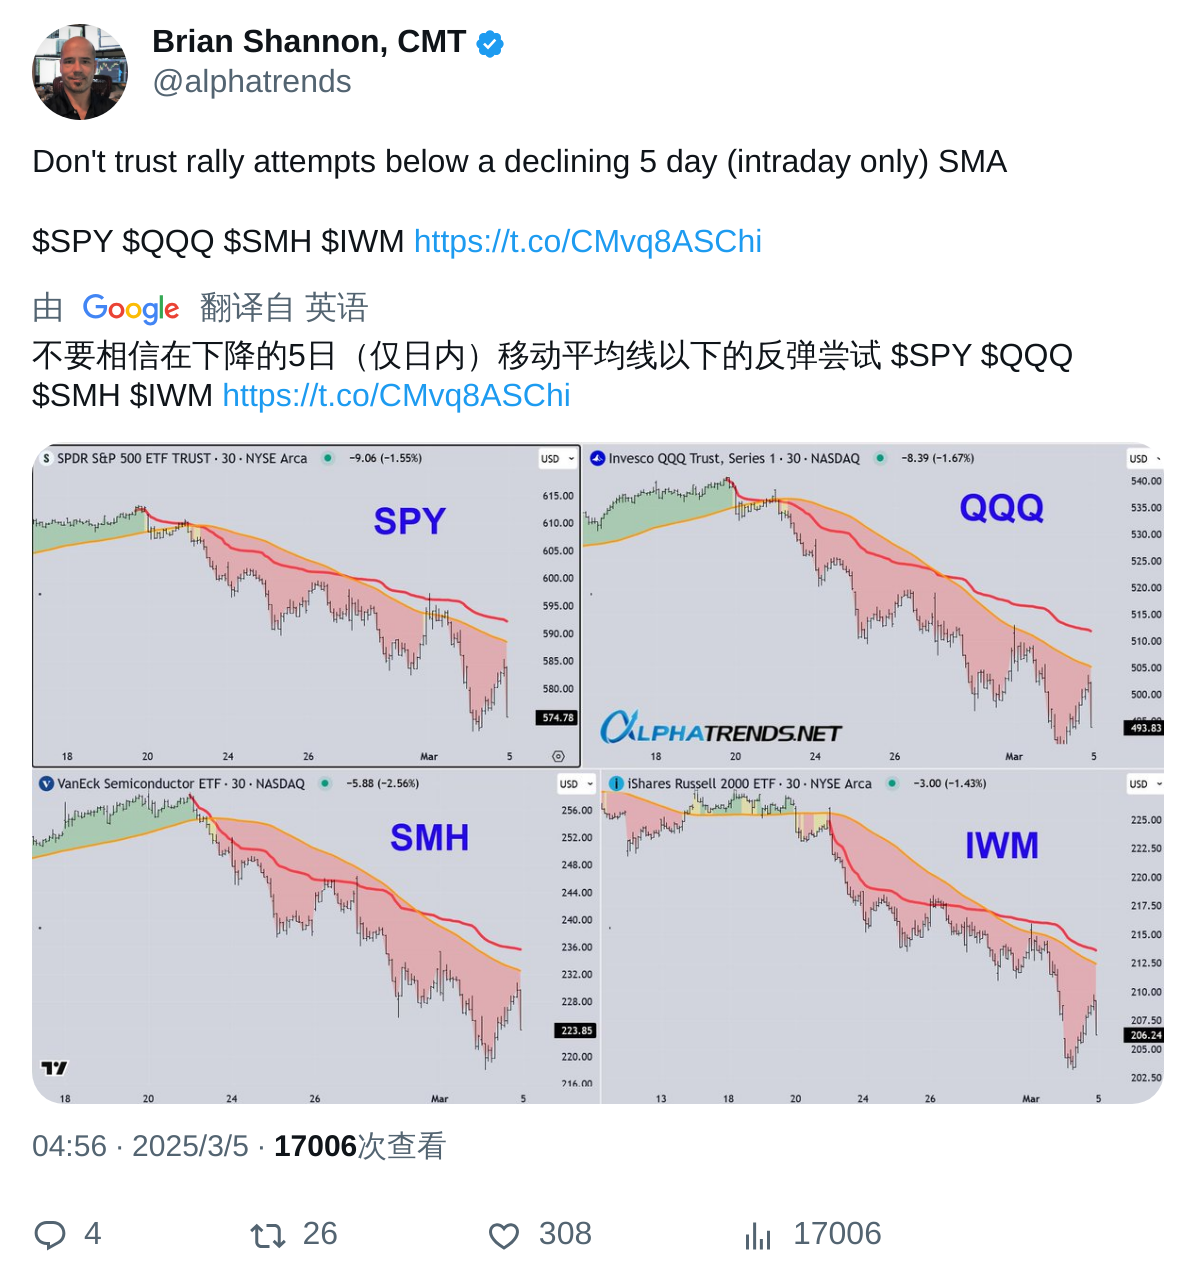 Brian Shannon, CMT
@alphatrends
Don't trust rally attempts below a declining 5 day (intraday only) SMA
$SPY $QQQ $SMH $IWM https://t.co/CMvq8ASChi
由 Google 翻译自 英语
不要相信在下降的5日（仅日内）移动平均线以下的反弹尝试 $SPY $QQQ
$SMH $IWM https://t.co/CMvq8ASChi
S SPDR S&P 500 ETF TRUST · 30 · NYSE Arca −9.06 (−1.55%) USD
SPY
615.00
610.00
605.00
600.00
595.00
590.00
585.00
580.00
574.78
18 20 24 26 Mar 5
Invesco QQQ Trust, Series 1 · 30 · NASDAQ −8.39 (−1.67%) USD
QQQ
540.00
535.00
530.00
525.00
520.00
515.00
510.00
505.00
500.00
493.83
ALPHATRENDS.NET
18 20 24 26 Mar 5
V VanEck Semiconductor ETF · 30 · NASDAQ −5.88 (−2.56%) USD
SMH
256.00
252.00
248.00
244.00
240.00
236.00
232.00
228.00
223.85
220.00
216.00
18 20 24 26 Mar 5
iShares Russell 2000 ETF · 30 · NYSE Arca −3.00 (−1.43%) USD
IWM
225.00
222.50
220.00
217.50
215.00
212.50
210.00
207.50
206.24
205.00
202.50
13 18 20 24 26 Mar 5
04:56 · 2025/3/5 · 17006次查看
4 26 308 17006